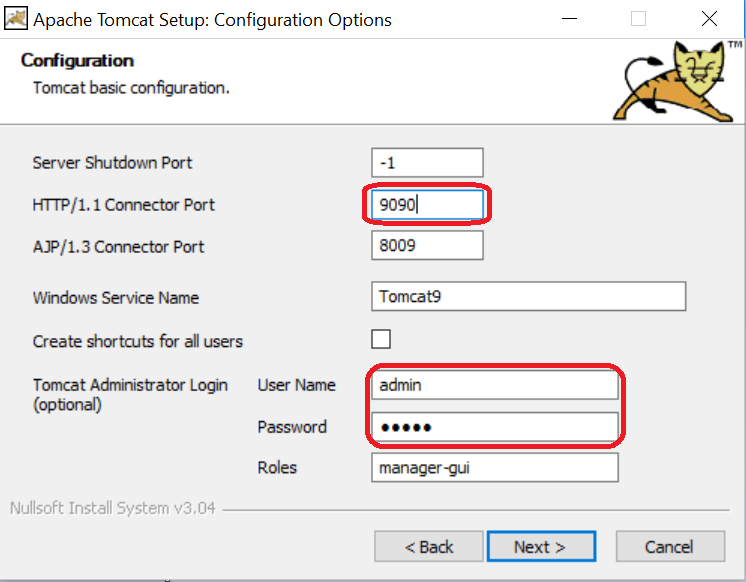 Apache Tomcat Setup: Configuration Options
Configuration
Tomcat basic configuration.
TM
Server Shutdown Port -1
HTTP/1.1 Connector Port 9090
AJP/1.3 Connector Port 8009
Windows Service Name Tomcat9
Create shortcuts for all users
Tomcat Administrator Login User Name admin
(optional)
Password •••••
Roles manager-gui
Nullsoft Install System v3.04
< Back Next > Cancel